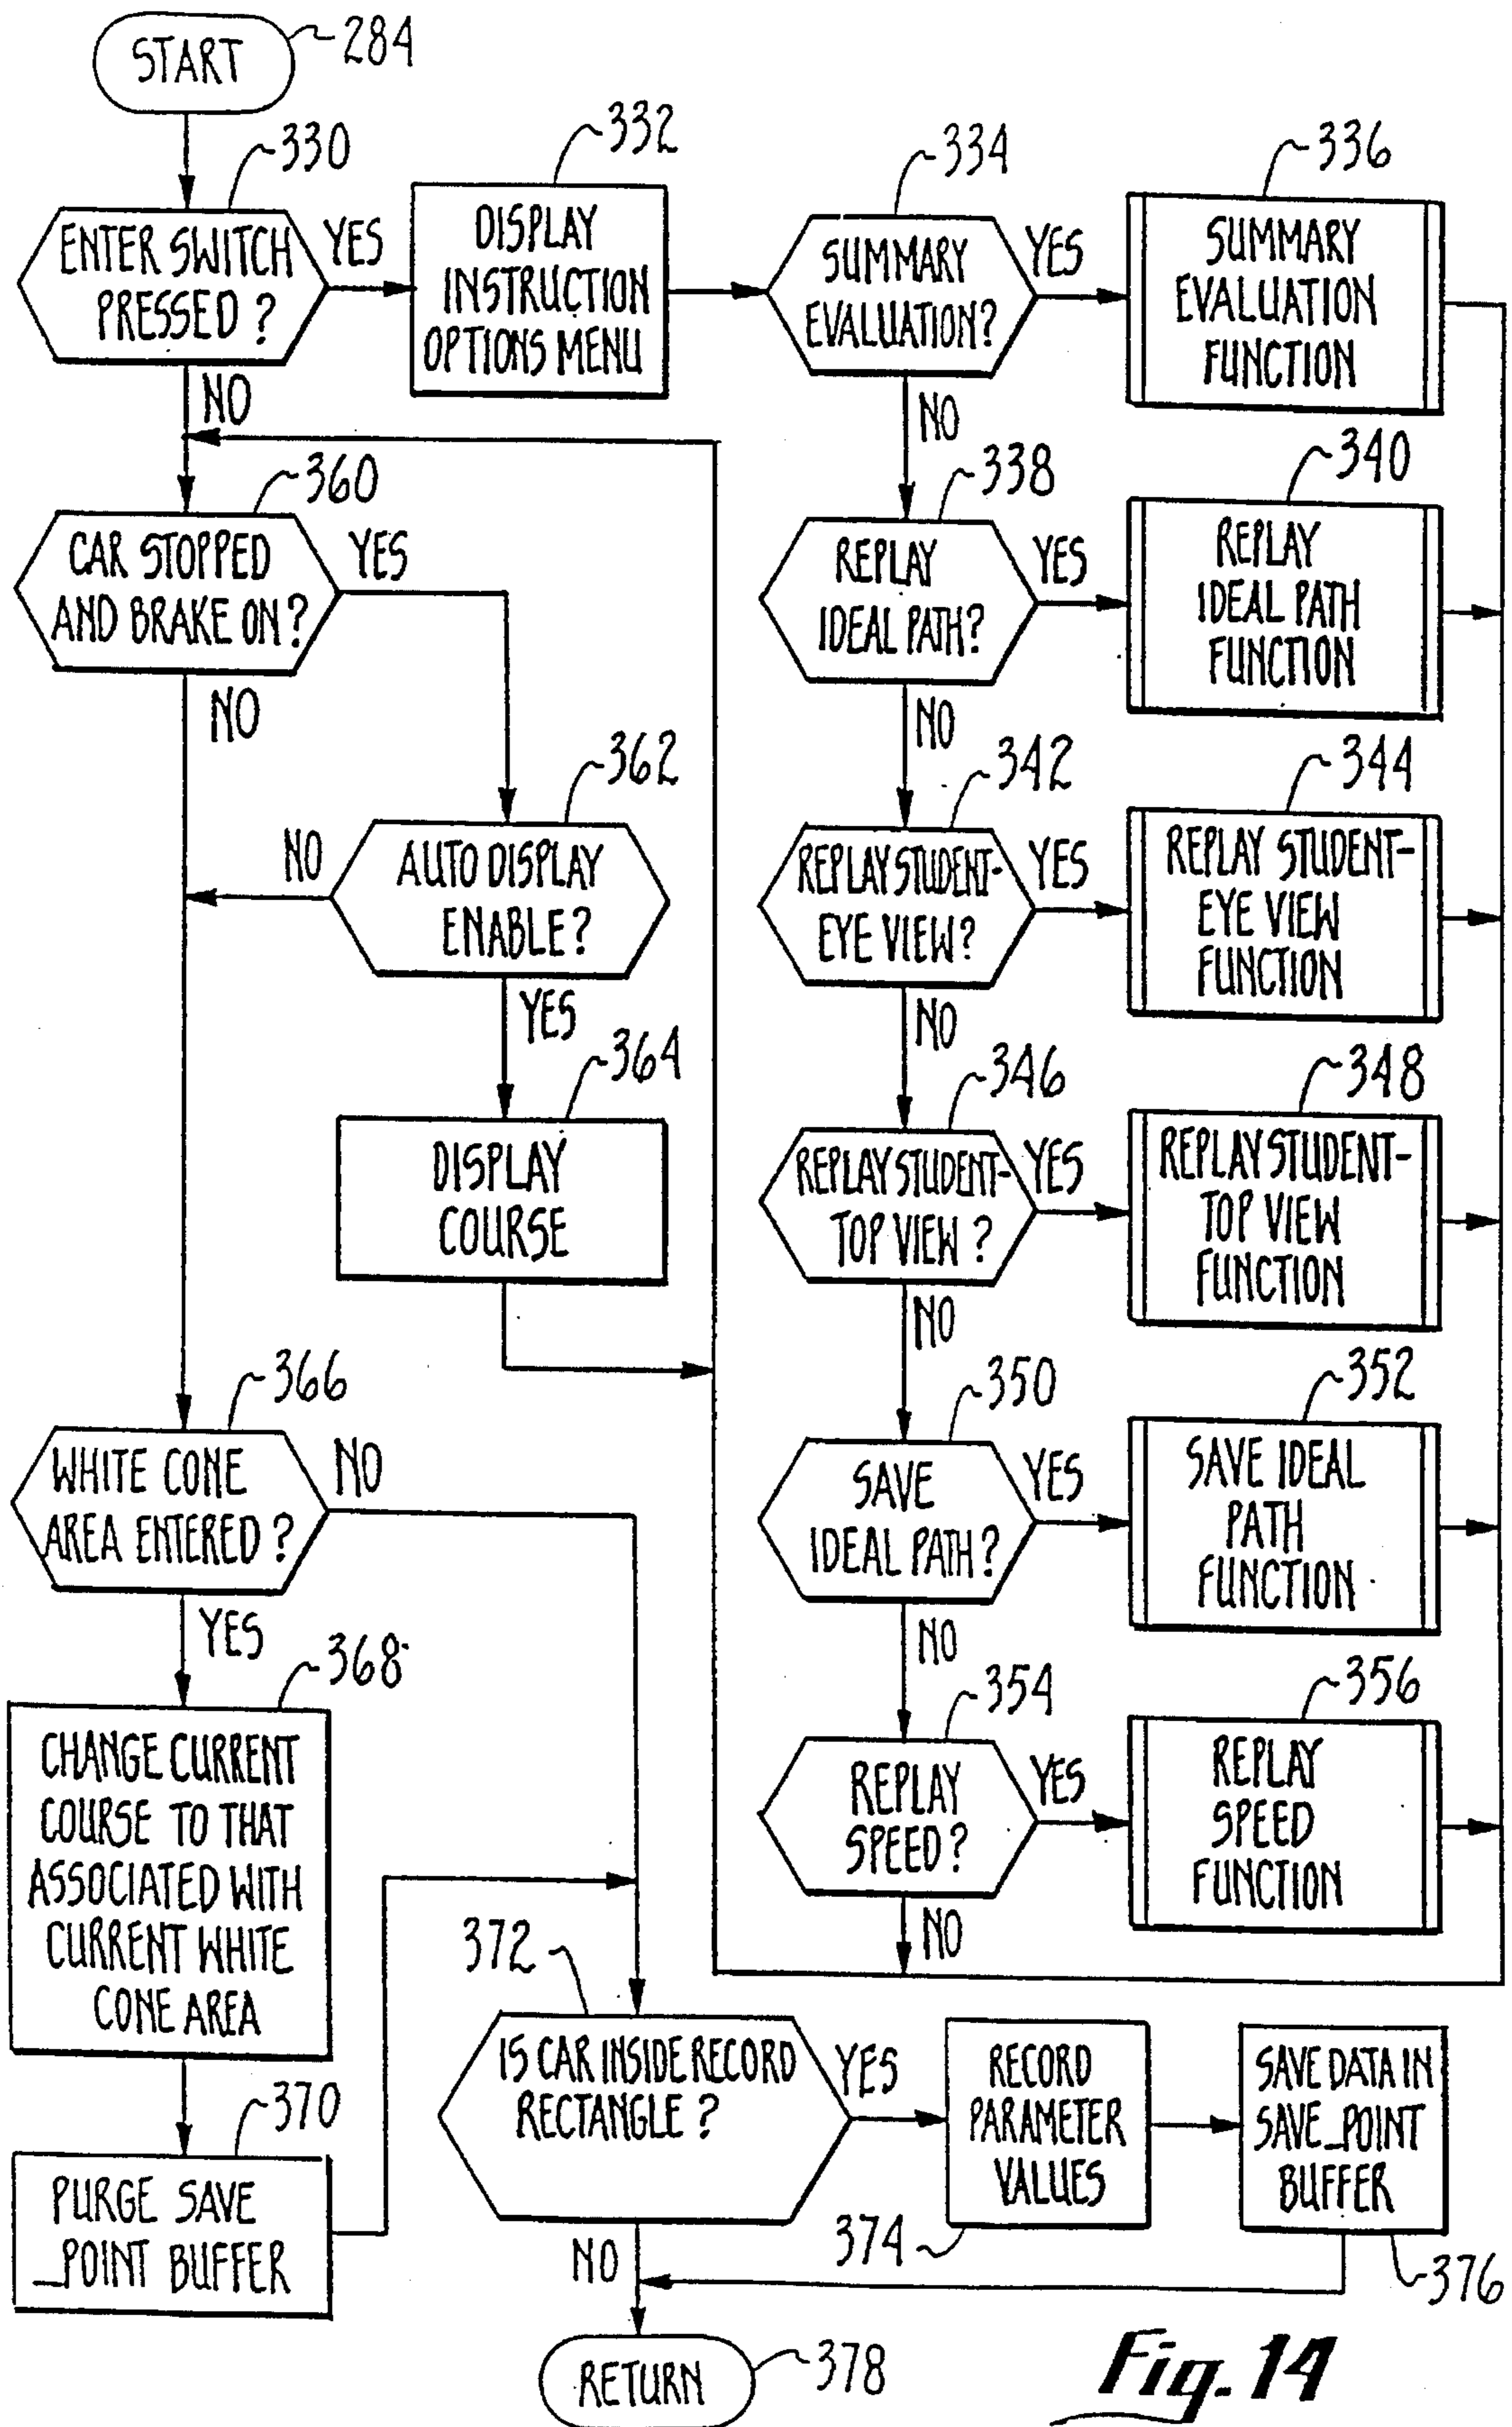 START
284
330
ENTER SWITCH
PRESSED ?
YES
NO
332
DISPLAY
INSTRUCTION
OPTIONS MENU
334
SUMMARY
EVALUATION?
YES
NO
336
SUMMARY
EVALUATION
FUNCTION
338
REPLAY
IDEAL PATH?
YES
NO
340
REPLAY
IDEAL PATH
FUNCTION
342
REPLAY STUDENT-
EYE VIEW?
YES
NO
344
REPLAY STUDENT-
EYE VIEW
FUNCTION
346
REPLAY STUDENT-
TOP VIEW ?
YES
NO
348
REPLAY STUDENT-
TOP VIEW
FUNCTION
350
SAVE
IDEAL PATH?
YES
NO
352
SAVE IDEAL
PATH
FUNCTION
354
REPLAY
SPEED?
YES
NO
356
REPLAY
SPEED
FUNCTION
360
CAR STOPPED
AND BRAKE ON?
YES
NO
362
AUTO DISPLAY
ENABLE?
NO
YES
364
DISPLAY
COURSE
366
WHITE CONE
AREA ENTERED ?
NO
YES
368
CHANGE CURRENT
COURSE TO THAT
ASSOCIATED WITH
CURRENT WHITE
CONE AREA
370
PURGE SAVE
_POINT BUFFER
372
IS CAR INSIDE RECORD
RECTANGLE ?
YES
NO
RECORD
PARAMETER
VALUES
374
SAVE DATA IN
SAVE_POINT
BUFFER
376
RETURN
378
Fig. 14